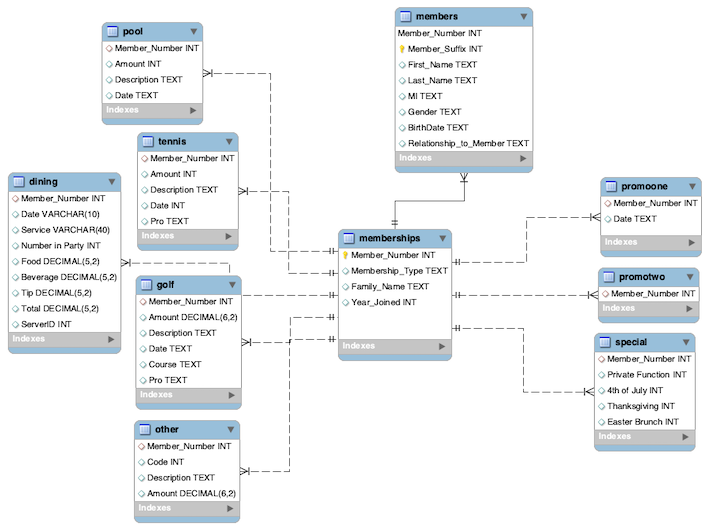 pool
Member_Number INT
Amount INT
Description TEXT
Date TEXT
Indexes
members
Member_Number INT
Member_Suffix INT
First_Name TEXT
Last_Name TEXT
MI TEXT
Gender TEXT
BirthDate TEXT
Relationship_to_Member TEXT
Indexes
tennis
Member_Number INT
Amount INT
Description TEXT
Date INT
Pro TEXT
Indexes
dining
Member_Number INT
Date VARCHAR(10)
Service VARCHAR(40)
Number in Party INT
Food DECIMAL(5,2)
Beverage DECIMAL(5,2)
Tip DECIMAL(5,2)
Total DECIMAL(5,2)
ServerID INT
Indexes
memberships
Member_Number INT
Membership_Type TEXT
Family_Name TEXT
Year_Joined INT
Indexes
promoone
Member_Number INT
Date TEXT
Indexes
golf
Member_Number INT
Amount DECIMAL(6,2)
Description TEXT
Date TEXT
Course TEXT
Pro TEXT
Indexes
promotwo
Member_Number INT
Indexes
special
Member_Number INT
Private Function INT
4th of July INT
Thanksgiving INT
Easter Brunch INT
Indexes
other
Member_Number INT
Code INT
Description TEXT
Amount DECIMAL(6,2)
Indexes